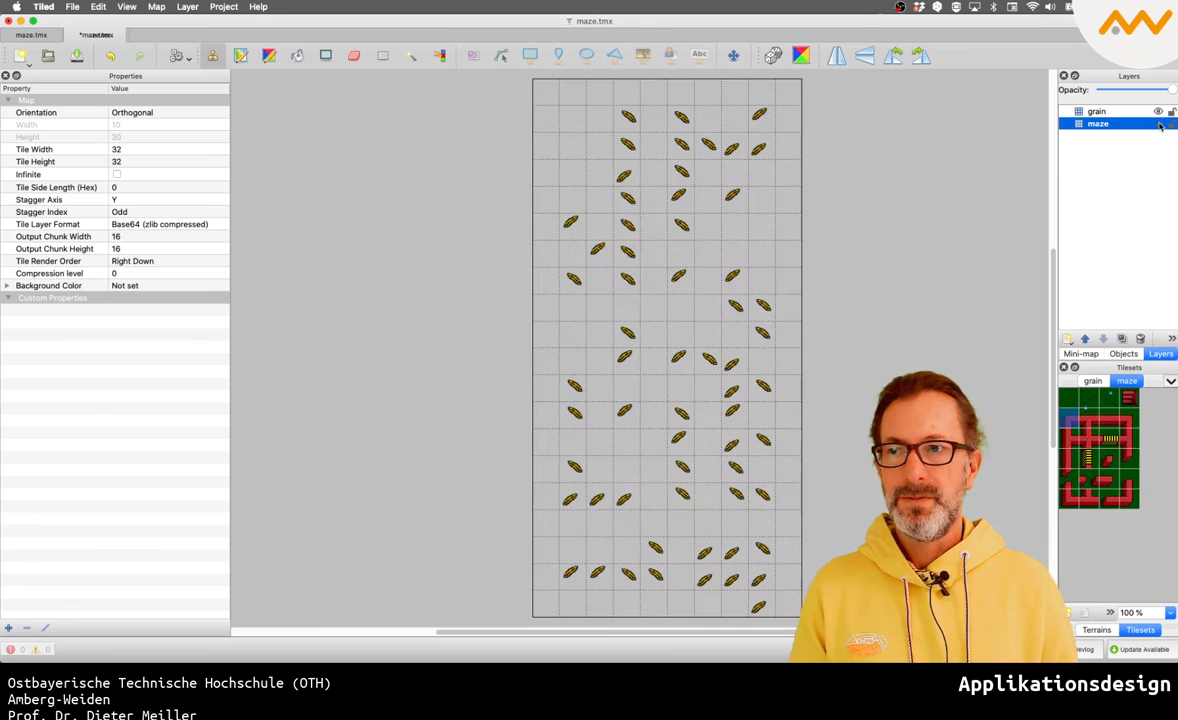 Tiled File Edit View Map Layer Project Help
maze.tmx
maze.tmx
Properties
Property Value
Map
Orientation Orthogonal
Width 10
Height 20
Tile Width 32
Tile Height 32
Infinite
Tile Side Length (Hex) 0
Stagger Axis Y
Stagger Index Odd
Tile Layer Format Base64 (zlib compressed)
Output Chunk Width 16
Output Chunk Height 16
Tile Render Order Right Down
Compression level 0
Background Color Not set
Custom Properties
Abc
Layers
Opacity:
grain
maze
Mini-map Objects Layers
Tilesets
grain maze
100 %
Terrains Tilesets
0 0
Devlog Update Available
Ostbayerische Technische Hochschule (OTH)
Amberg-Weiden
Prof. Dr. Dieter Meiller
Applikationsdesign